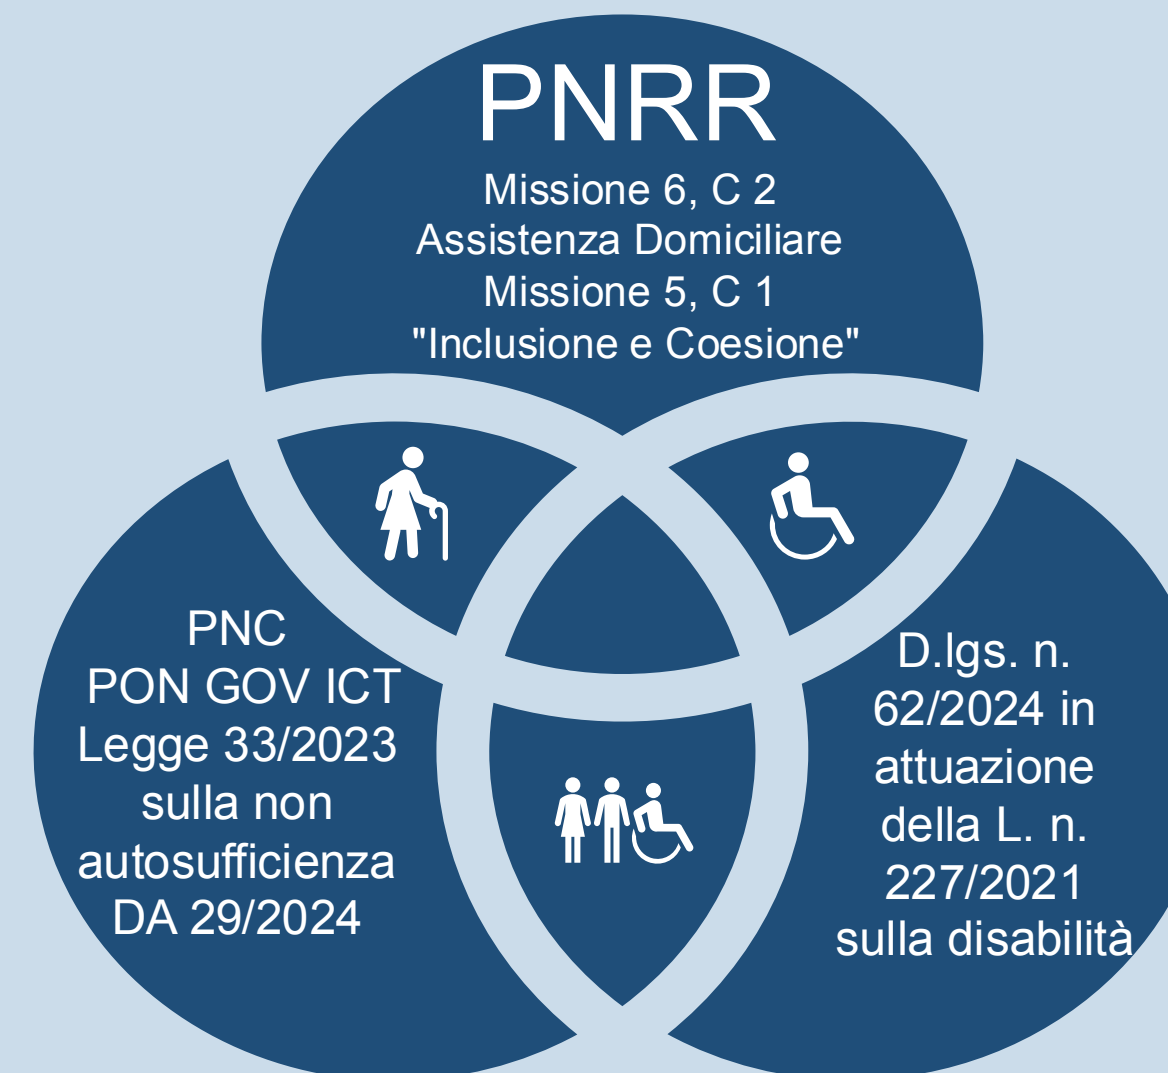 PNRR
Missione 6, C 2
Assistenza Domiciliare
Missione 5, C 1
"Inclusione e Coesione"
PNC
PON GOV ICT
Legge 33/2023
sulla non
autosufficienza
DA 29/2024
D.lgs. n.
62/2024 in
attuazione
della L. n.
227/2021
sulla disabilità